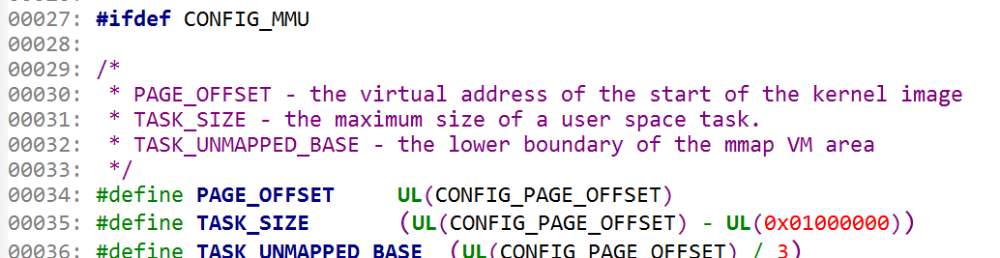 00027: #ifdef CONFIG_MMU
00028:
00029: /*
00030:  * PAGE_OFFSET - the virtual address of the start of the kernel image
00031:  * TASK_SIZE - the maximum size of a user space task.
00032:  * TASK_UNMAPPED_BASE - the lower boundary of the mmap VM area
00033:  */
00034: #define PAGE_OFFSET     UL(CONFIG_PAGE_OFFSET)
00035: #define TASK_SIZE       (UL(CONFIG_PAGE_OFFSET) - UL(0x01000000))
00036: #define TASK_UNMAPPED_BASE  (UL(CONFIG_PAGE_OFFSET) / 3)